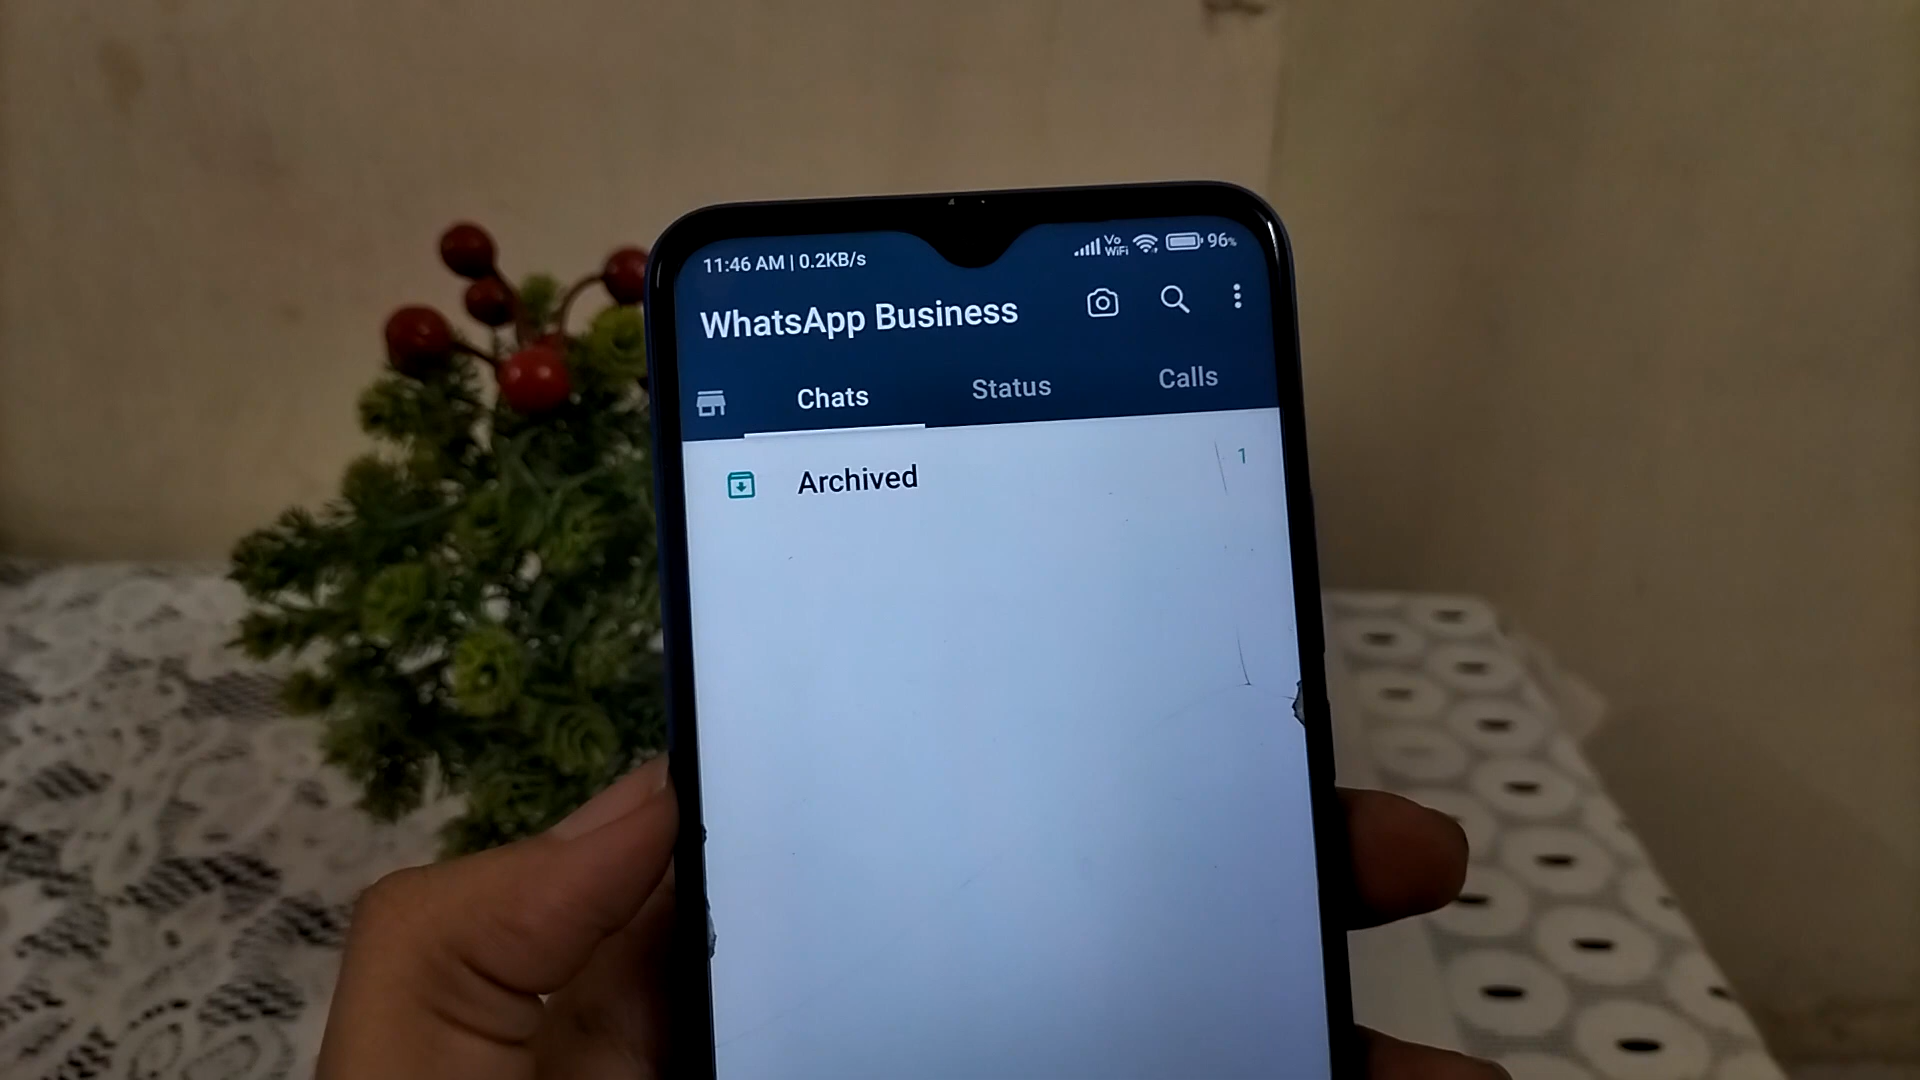 11:46 AM | 0.2KB/s Vo WiFi 96%
WhatsApp Business
Chats Status Calls
Archived 1